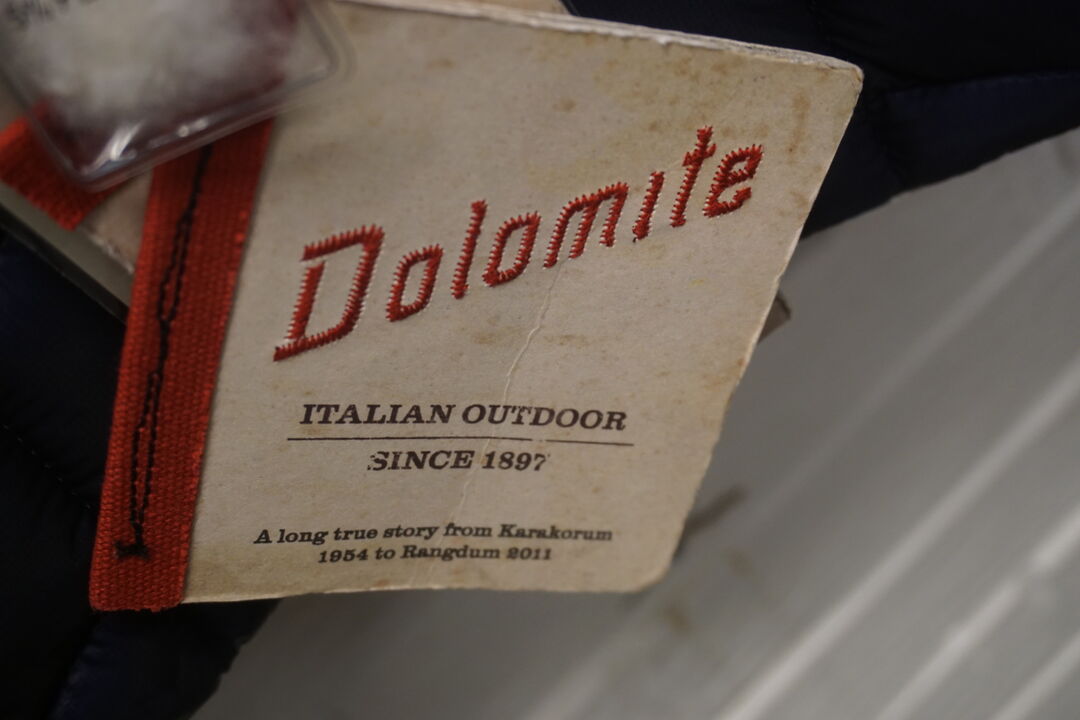 Dolomite
ITALIAN OUTDOOR
SINCE 1897
A long true story from Karakorum
1954 to Rangdum 2011